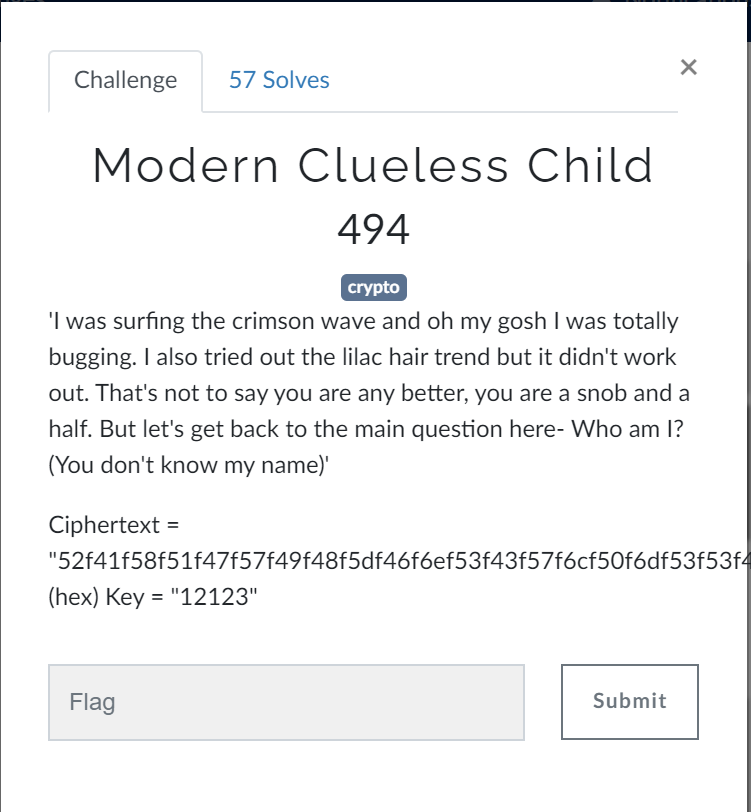 Challenge
57 Solves
×
Modern Clueless Child
494
crypto
'I was surfing the crimson wave and oh my gosh I was totally
bugging. I also tried out the lilac hair trend but it didn't work
out. That's not to say you are any better, you are a snob and a
half. But let's get back to the main question here- Who am I?
(You don't know my name)'
Ciphertext =
"52f41f58f51f47f57f49f48f5df46f6ef53f43f57f6cf50f6df53f53f4
(hex) Key = "12123"
Flag
Submit